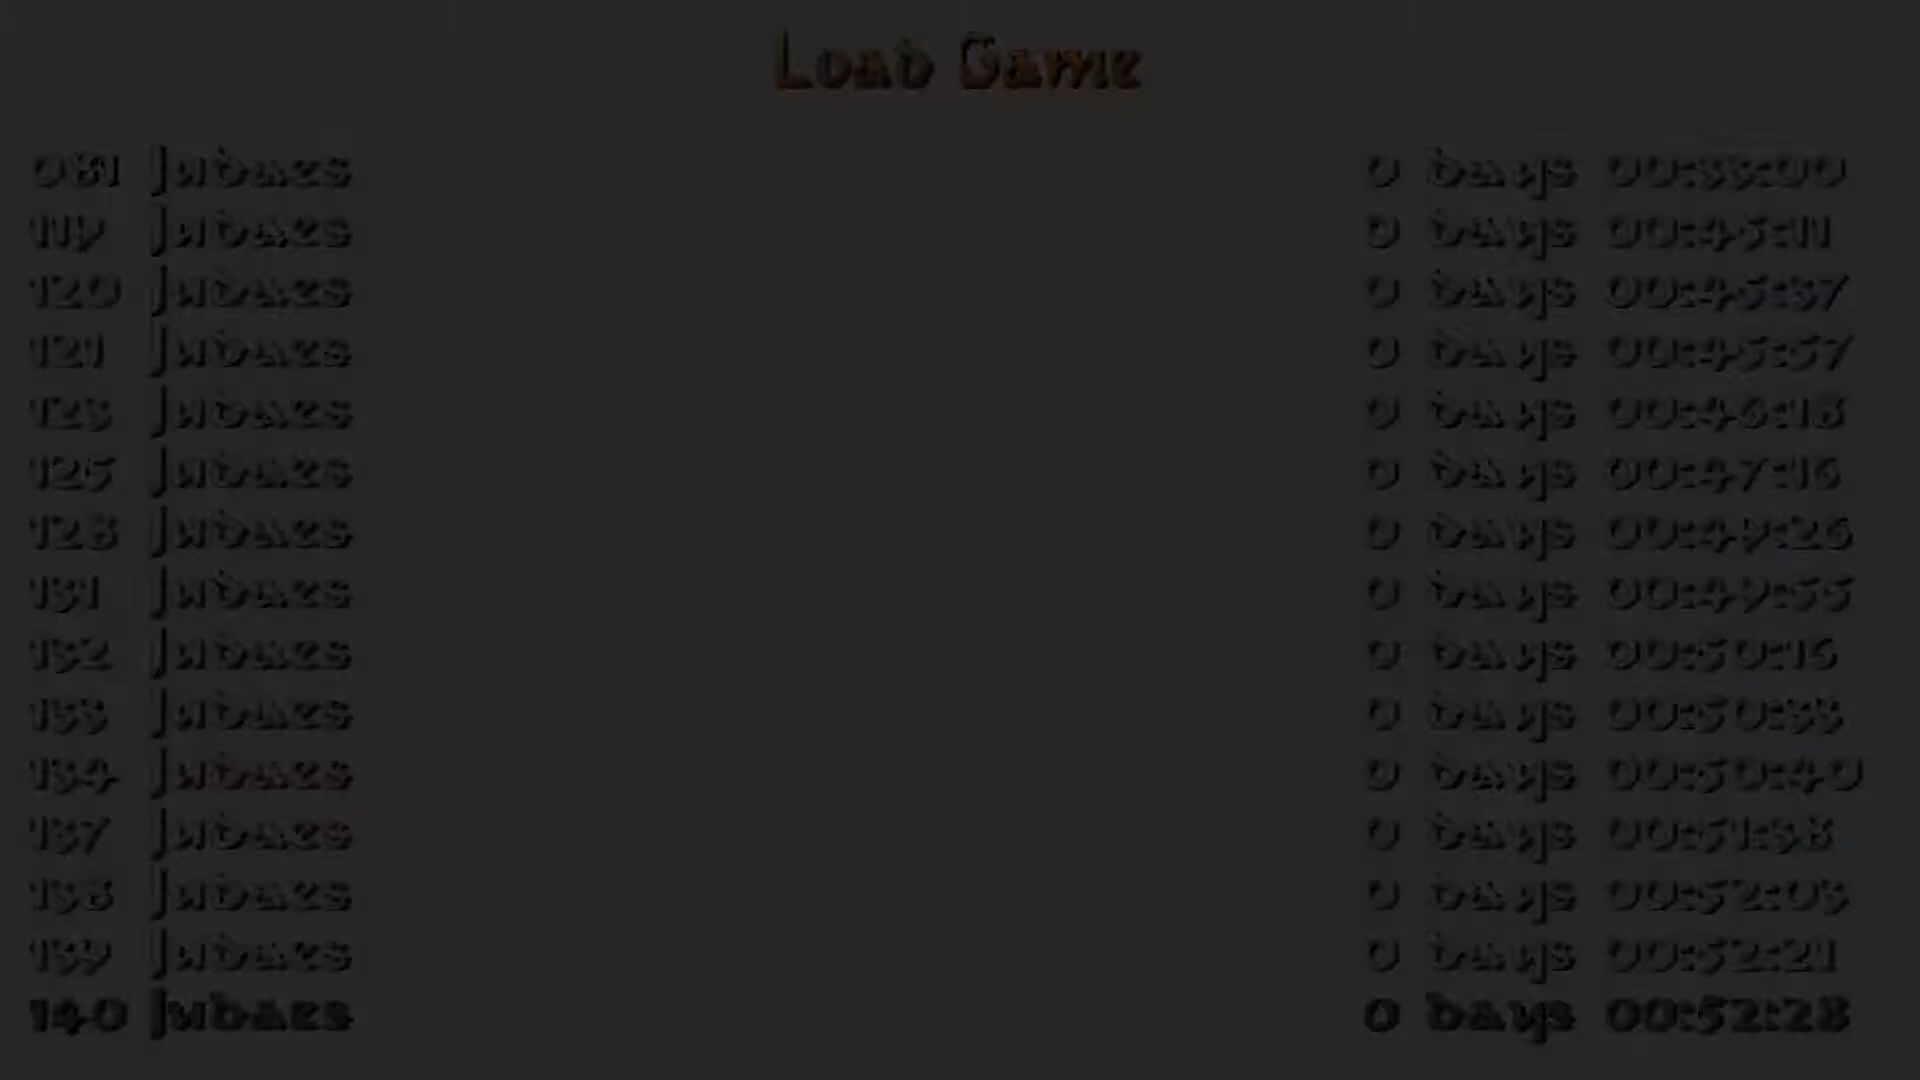 Load Game
081 Judaes 0 days 00:33:00
119 Judaes 0 days 00:45:11
120 Judaes 0 days 00:45:37
121 Judaes 0 days 00:45:57
123 Judaes 0 days 00:46:18
125 Judaes 0 days 00:47:16
128 Judaes 0 days 00:49:26
131 Judaes 0 days 00:49:55
132 Judaes 0 days 00:50:16
133 Judaes 0 days 00:50:33
134 Judaes 0 days 00:50:40
137 Judaes 0 days 00:51:38
138 Judaes 0 days 00:52:03
139 Judaes 0 days 00:52:21
140 Judaes 0 days 00:52:28